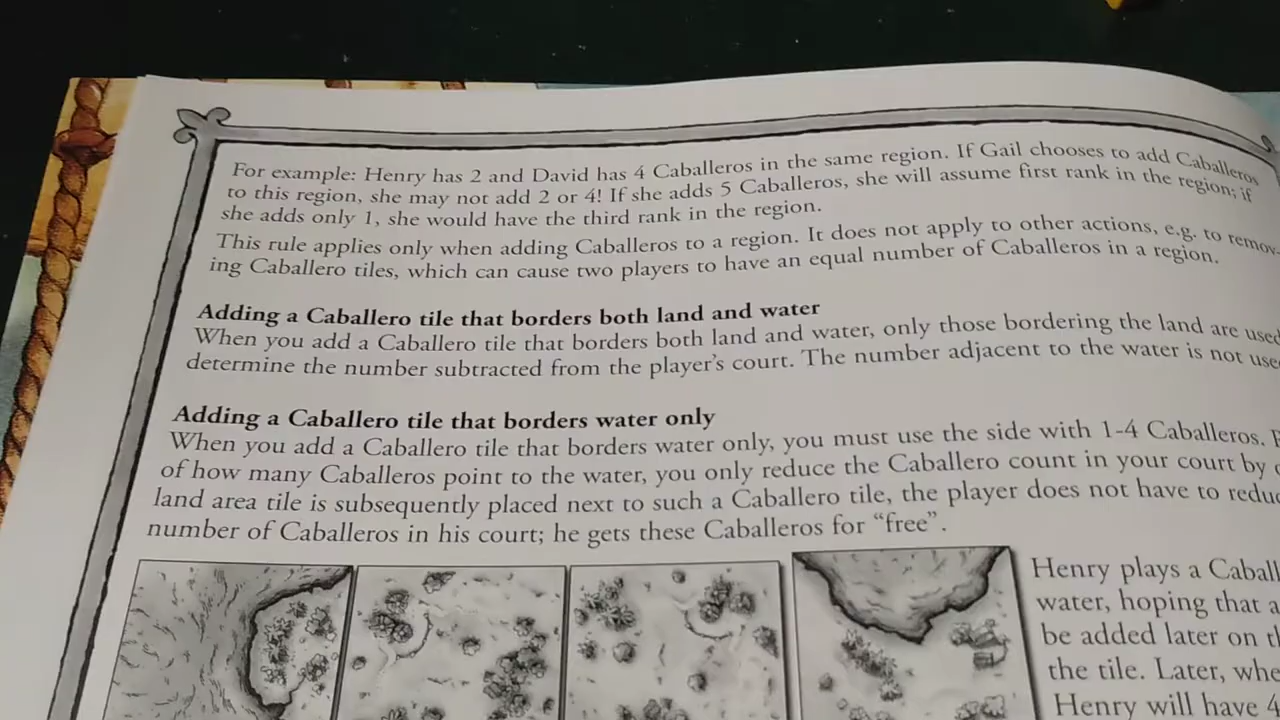 For example: Henry has 2 and David has 4 Caballeros in the same region. If Gail chooses to add Caballeros
to this region, she may not add 2 or 4! If she adds 5 Caballeros, she will assume first rank in the region; if
she adds only 1, she would have the third rank in the region.
This rule applies only when adding Caballeros to a region. It does not apply to other actions, e.g. to remov-
ing Caballero tiles, which can cause two players to have an equal number of Caballeros in a region.
Adding a Caballero tile that borders both land and water
When you add a Caballero tile that borders both land and water, only those bordering the land are used
determine the number subtracted from the player's court. The number adjacent to the water is not use
Adding a Caballero tile that borders water only
When you add a Caballero tile that borders water only, you must use the side with 1-4 Caballeros.
of how many Caballeros point to the water, you only reduce the Caballero count in your court by
land area tile is subsequently placed next to such a Caballero tile, the player does not have to reduc
number of Caballeros in his court; he gets these Caballeros for “free”.
Henry plays a Caball
water, hoping that a
be added later on th
the tile. Later, whe
Henry will have 4